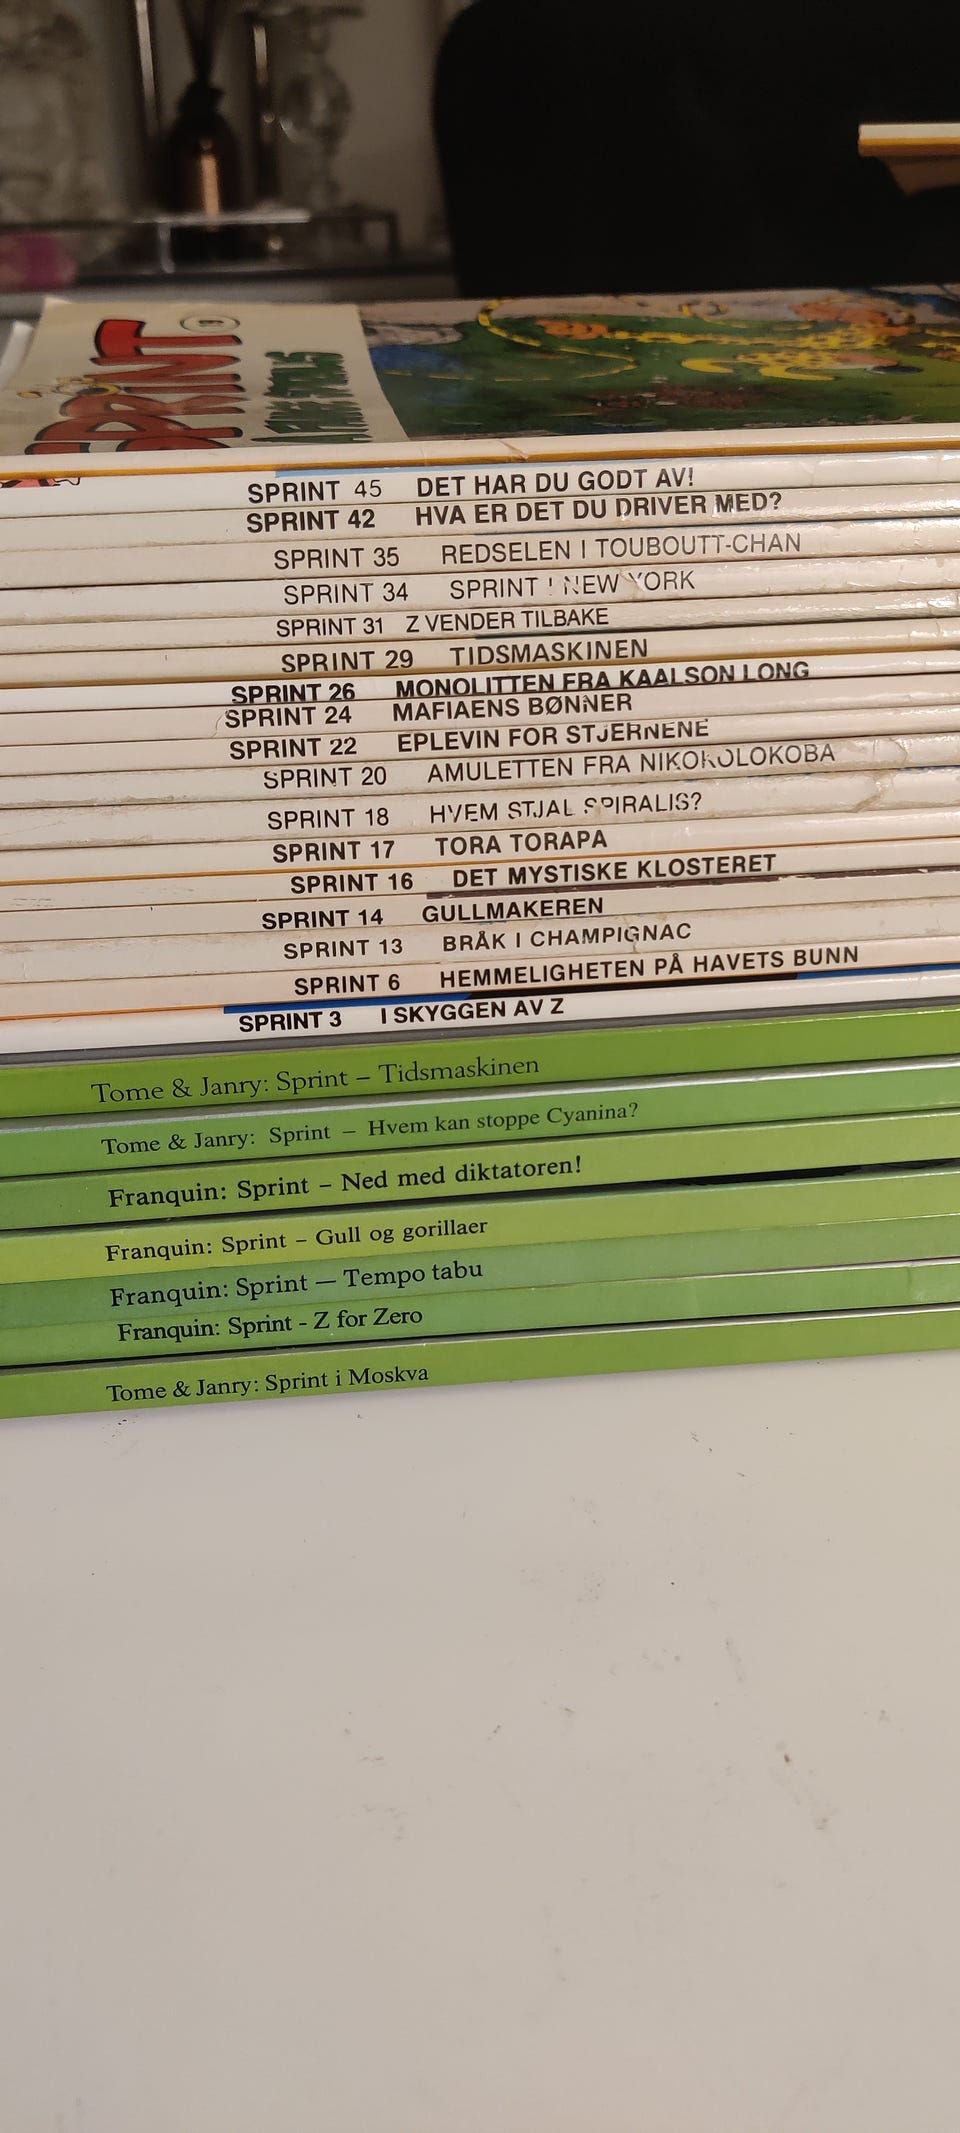 SPRINT
SPRINT 45 DET HAR DU GODT AV!
SPRINT 42 HVA ER DET DU DRIVER MED?
SPRINT 35 REDSELEN I TOUBOUTT-CHAN
SPRINT 34 SPRINT I NEW YORK
SPRINT 31 Z VENDER TILBAKE
SPRINT 29 TIDSMASKINEN
SPRINT 26 MONOLITTEN FRA KAALSON LONG
SPRINT 24 MAFIAENS BØNNER
SPRINT 22 EPLEVIN FOR STJERNENE
SPRINT 20 AMULETTEN FRA NIKOKOLOKOBA
SPRINT 18 HVEM STJAL SPIRALIS?
SPRINT 17 TORA TORAPA
SPRINT 16 DET MYSTISKE KLOSTERET
SPRINT 14 GULLMAKEREN
SPRINT 13 BRÅK I CHAMPIGNAC
SPRINT 6 HEMMELIGHETEN PÅ HAVETS BUNN
SPRINT 3 I SKYGGEN AV Z
Tome & Janry: Sprint – Tidsmaskinen
Tome & Janry: Sprint – Hvem kan stoppe Cyanina?
Franquin: Sprint – Ned med diktatoren!
Franquin: Sprint – Gull og gorillaer
Franquin: Sprint — Tempo tabu
Franquin: Sprint - Z for Zero
Tome & Janry: Sprint i Moskva